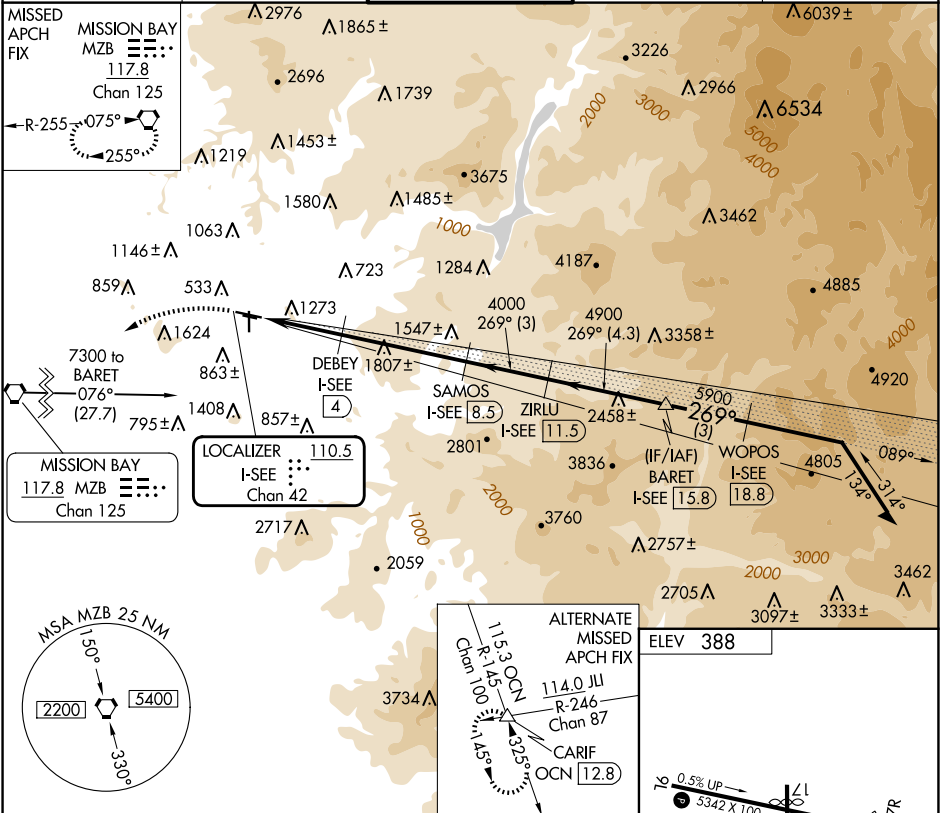 MISSED
APCH
FIX
MISSION BAY
MZB
117.8
Chan 125
R-255
075°
255°
2976
1865 ±
6039 ±
2696
1739
3226
2966
6534
2000
3000
5000
4000
1453 ±
1219
3675
1580
1485 ±
3462
1000
1063
1146 ±
723
1284
4187
4885
859
533
1273
4000
269° (3)
4900
269° (4.3)
3358 ±
4000
1624
1547 ±
7300 to
BARET
076°
(27.7)
863 ±
DEBEY
I-SEE
4
1807 ±
SAMOS
I-SEE 8.5
ZIRLU
I-SEE 11.5
2458 ±
5900
269°
(3)
4920
795 ±
1408
857 ±
2801
(IF/IAF)
BARET
I-SEE 15.8
WOPOS
I-SEE
18.8
4805
089°
134°
314°
3836
MISSION BAY
117.8 MZB
Chan 125
LOCALIZER 110.5
I-SEE
Chan 42
2000
1000
2717
3760
2059
2757 ±
3000
2000
2705
3097 ±
3333 ±
3462
MSA MZB 25 NM
150°
2200
5400
330°
3734
ALTERNATE
MISSED
APCH FIX
115.3 OCN
R-145
Chan 100
114.0 JLI
R-246
Chan 87
CARIF
OCN 12.8
145°
325°
ELEV 388
16
0.5% UP
P
5342 X 100
17
7R